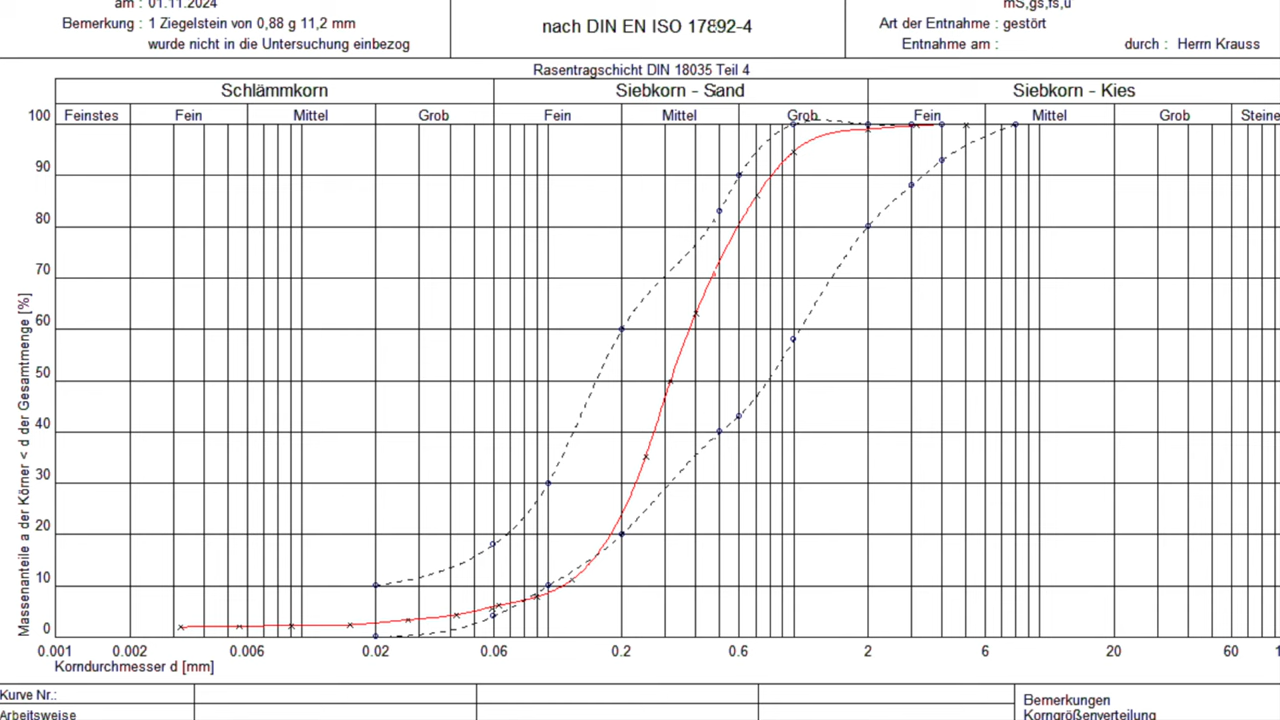 am : 01.11.2024
mS,gs,fs,u
Bemerkung : 1 Ziegelstein von 0,88 g 11,2 mm
nach DIN EN ISO 17892-4
Art der Entnahme : gestört
wurde nicht in die Untersuchung einbezog
Entnahme am :
durch : Herrn Krauss
Rasentragschicht DIN 18035 Teil 4
Schlämmkorn
Siebkorn - Sand
Siebkorn - Kies
Feinstes
Fein
Mittel
Grob
Fein
Mittel
Grob
Fein
Mittel
Grob
Steine
Massenanteile a der Körner < d der Gesamtmenge [%]
100
90
80
70
60
50
40
30
20
10
0
0.001
0.002
0.006
0.02
0.06
0.2
0.6
2
6
20
60
1
Korndurchmesser d [mm]
Kurve Nr.:
Bemerkungen
Arbeitsweise
Korngrößenverteilung